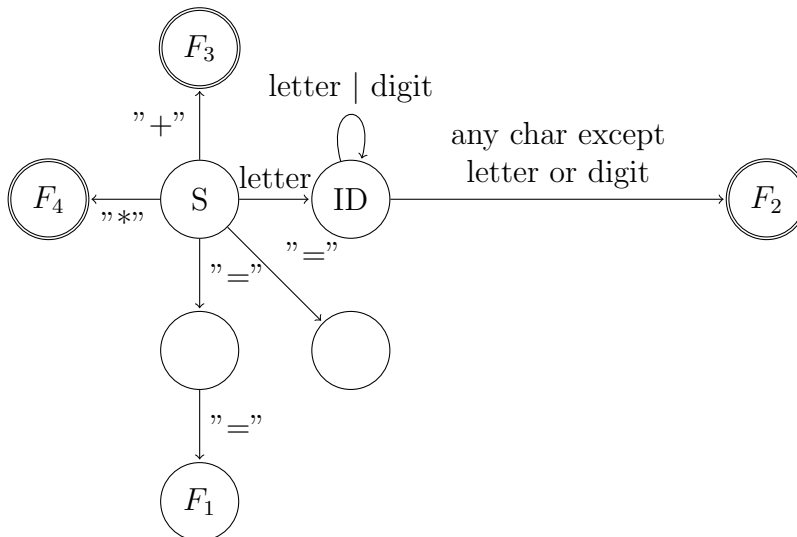 F₃
letter | digit
"+"
any char except
letter or digit
letter
F₄
S
ID
F₂
"*"
"="
"="
"="
F₁